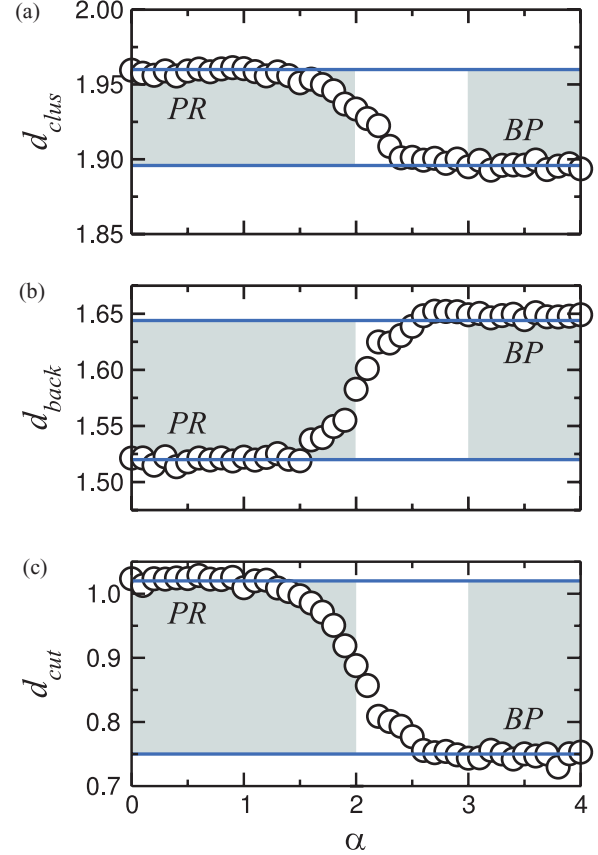 (a)
2.00
1.95
1.90
1.85
d_clus
PR
BP
(b)
1.65
1.60
1.50
1.50
d_back
PR
BP
(c)
1.0
0.9
0.8
0.7
d_cut
PR
BP
0 1 2 3 4
α